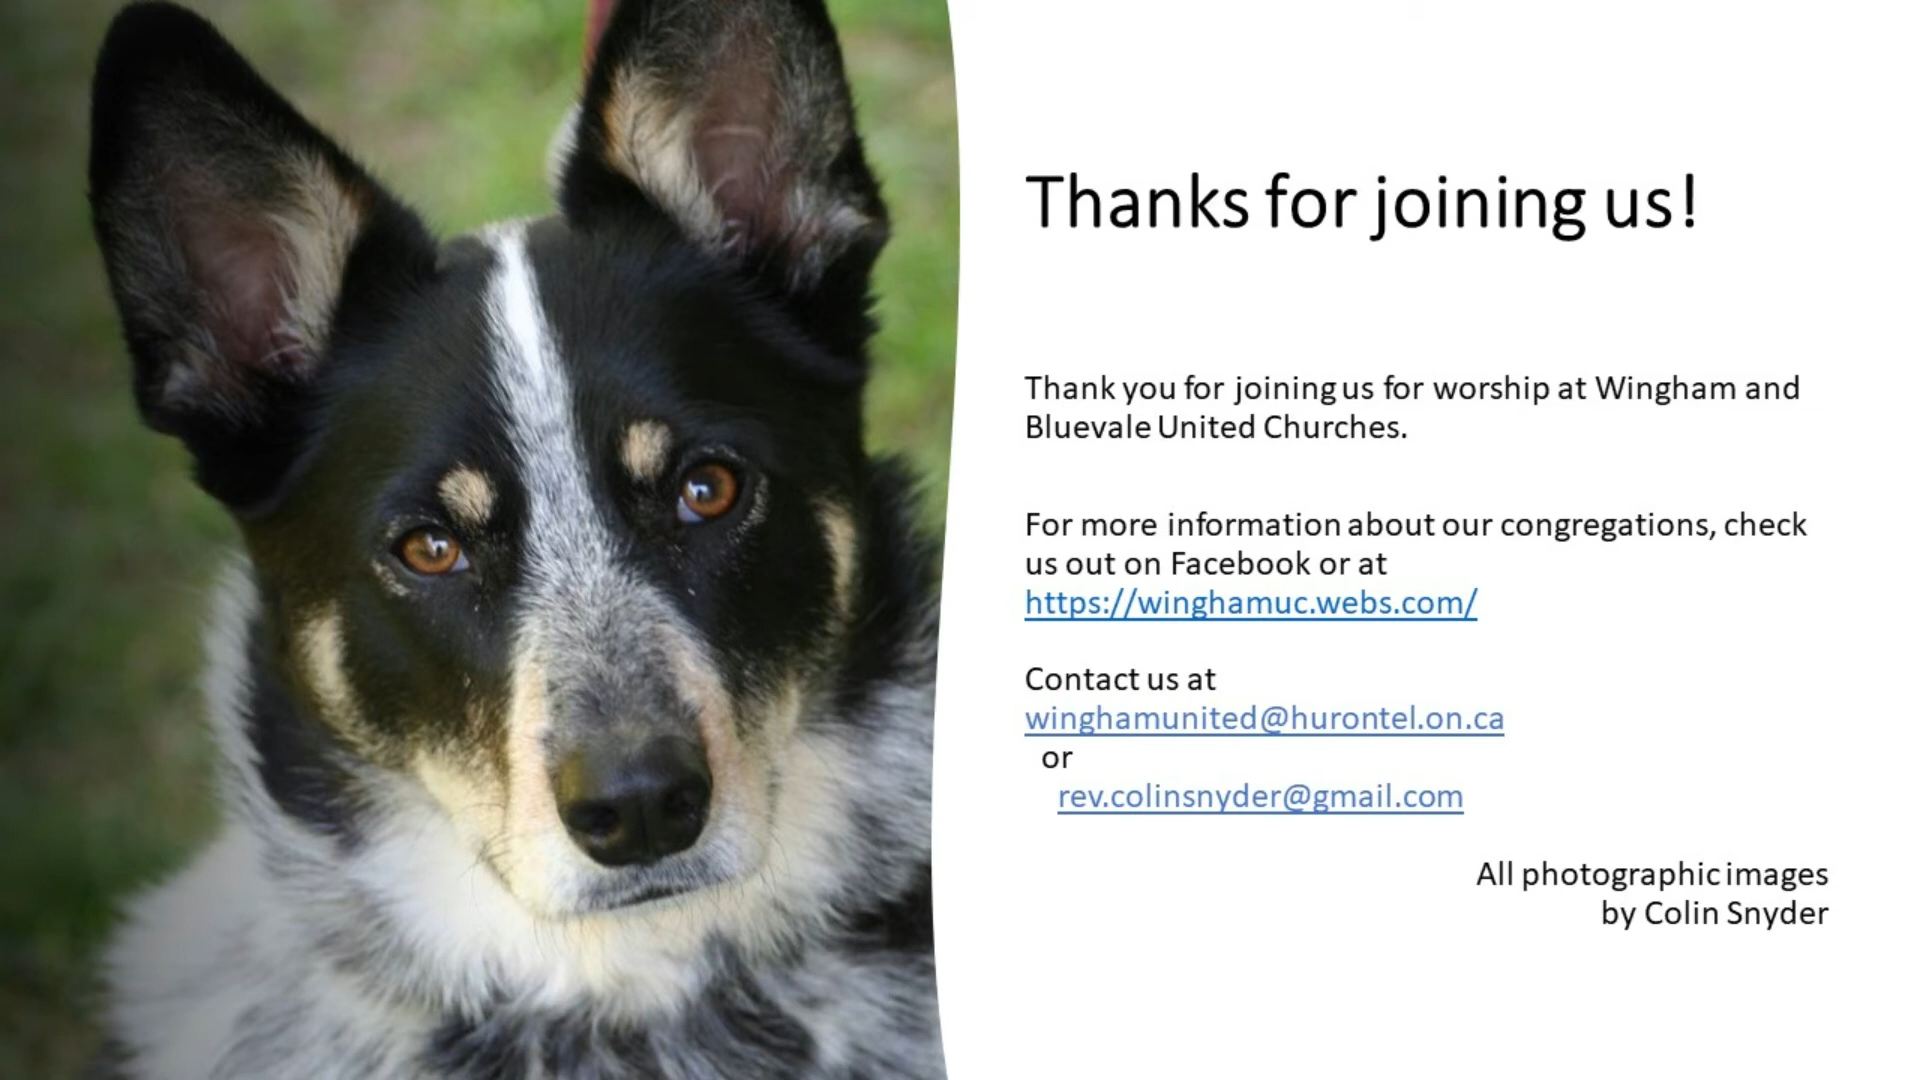 Thanks for joining us!
Thank you for joining us for worship at Wingham and
Bluevale United Churches.
For more information about our congregations, check
us out on Facebook or at
https://winghamuc.webs.com/
Contact us at
winghamunited@hurontel.on.ca
or
rev.colinsnyder@gmail.com
All photographic images
by Colin Snyder